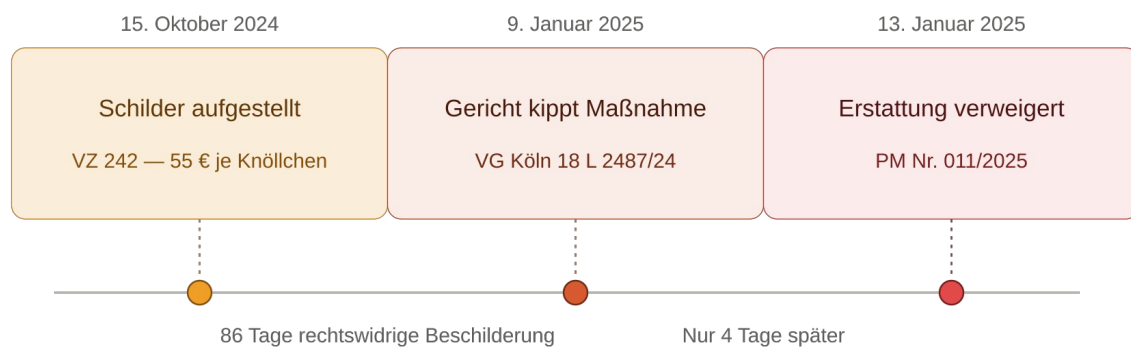 15. Oktober 2024
9. Januar 2025
13. Januar 2025
Schilder aufgestellt
Gericht kippt Maßnahme
Erstattung verweigert
VZ 242 — 55 € je Knöllchen
VG Köln 18 L 2487/24
PM Nr. 011/2025
86 Tage rechtswidrige Beschilderung
Nur 4 Tage später